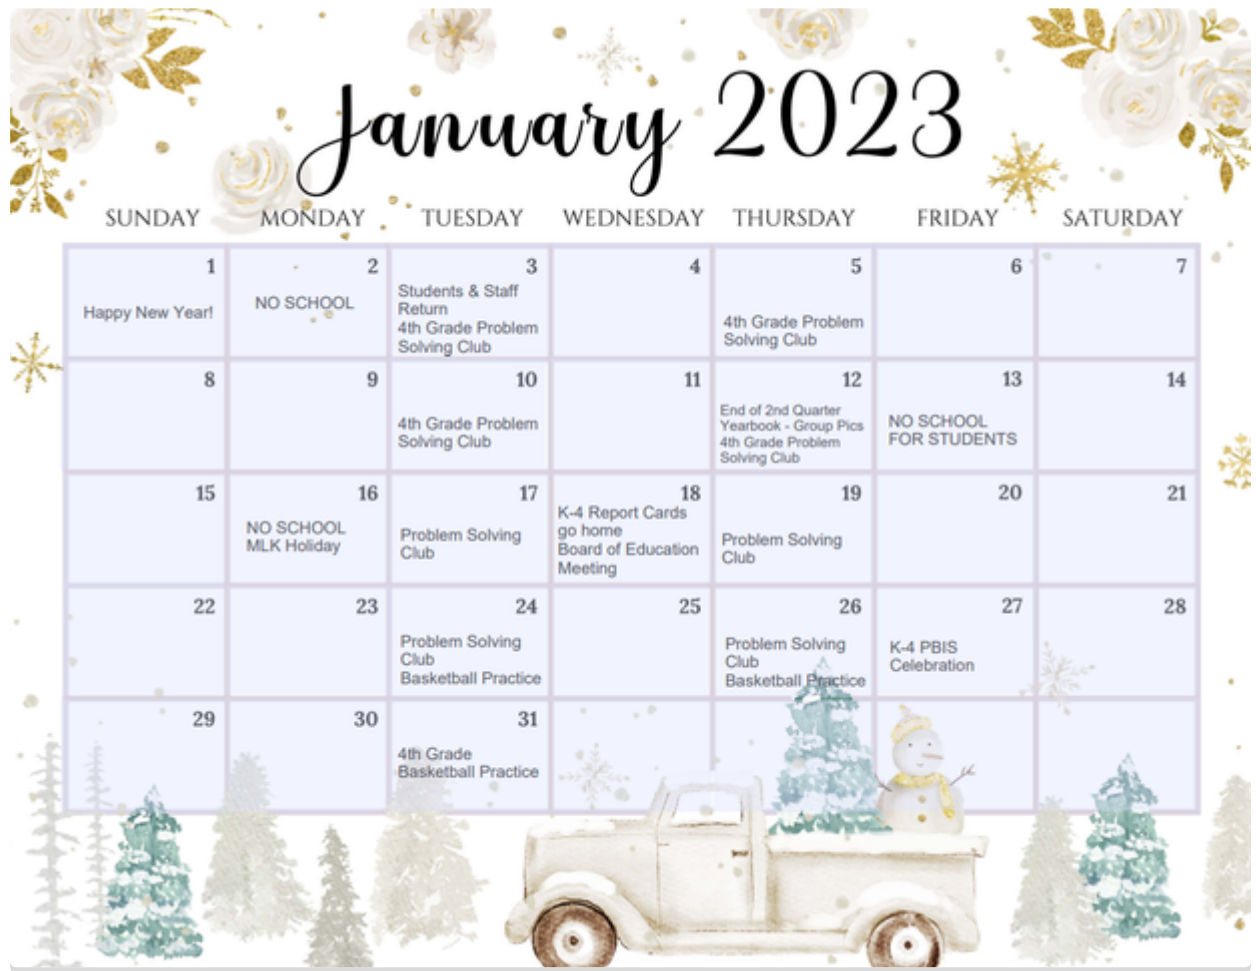 January 2023
SUNDAY MONDAY TUESDAY WEDNESDAY THURSDAY FRIDAY SATURDAY
1
Happy New Year!
2
NO SCHOOL
3
Students & Staff
Return
4th Grade Problem
Solving Club
4
5
4th Grade Problem
Solving Club
6
7
8
9
10
4th Grade Problem
Solving Club
11
12
End of 2nd Quarter
Yearbook - Group Pics
4th Grade Problem
Solving Club
13
NO SCHOOL
FOR STUDENTS
14
15
16
NO SCHOOL
MLK Holiday
17
Problem Solving
Club
18
K-4 Report Cards
go home
Board of Education
Meeting
19
Problem Solving
Club
20
21
22
23
24
Problem Solving
Club
Basketball Practice
25
26
Problem Solving
Club
Basketball Practice
27
K-4 PBIS
Celebration
28
29
30
31
4th Grade
Basketball Practice